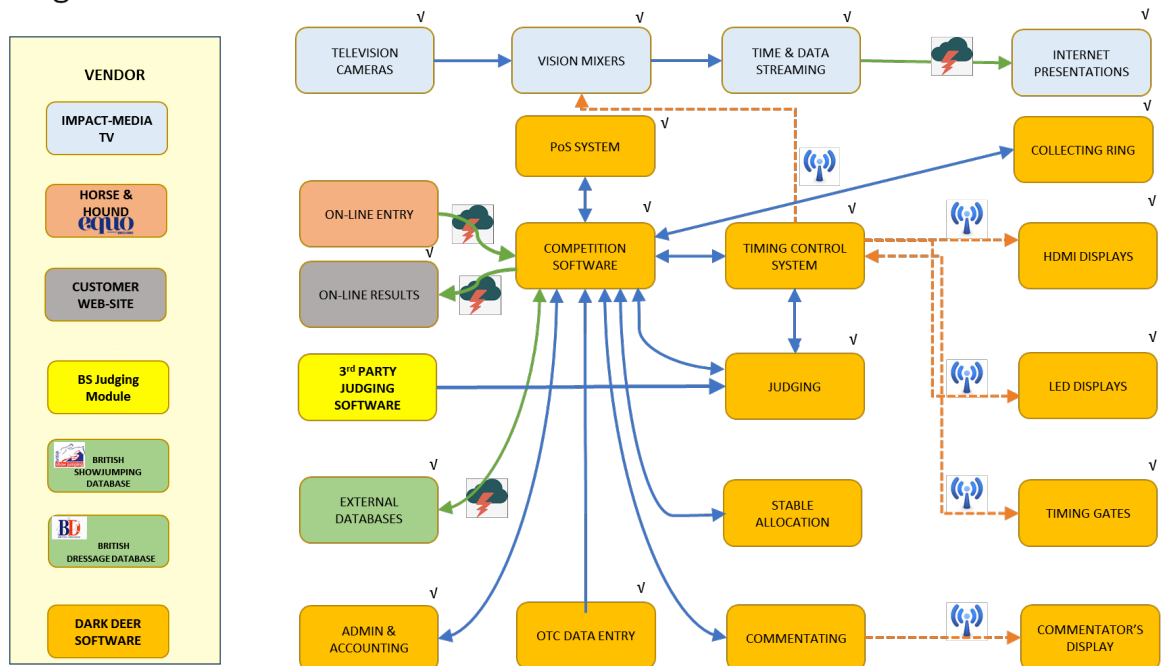 VENDOR
IMPACT-MEDIA
TV
HORSE &
HOUND
equo
CUSTOMER
WEB-SITE
BS Judging
Module
BRITISH
SHOWJUMPING
DATABASE
BD
BRITISH
DRESSAGE DATABASE
DARK DEER
SOFTWARE
√
√
√
√
TELEVISION
CAMERAS
VISION MIXERS
TIME & DATA
STREAMING
INTERNET
PRESENTATIONS
√
√
PoS SYSTEM
COLLECTING RING
√
√
√
ON-LINE ENTRY
COMPETITION
SOFTWARE
TIMING CONTROL
SYSTEM
HDMI DISPLAYS
√
ON-LINE RESULTS
√
√
3rd PARTY
JUDGING
SOFTWARE
JUDGING
LED DISPLAYS
√
√
√
EXTERNAL
DATABASES
STABLE
ALLOCATION
TIMING GATES
√
√
√
√
ADMIN &
ACCOUNTING
OTC DATA ENTRY
COMMENTATING
COMMENTATOR'S
DISPLAY